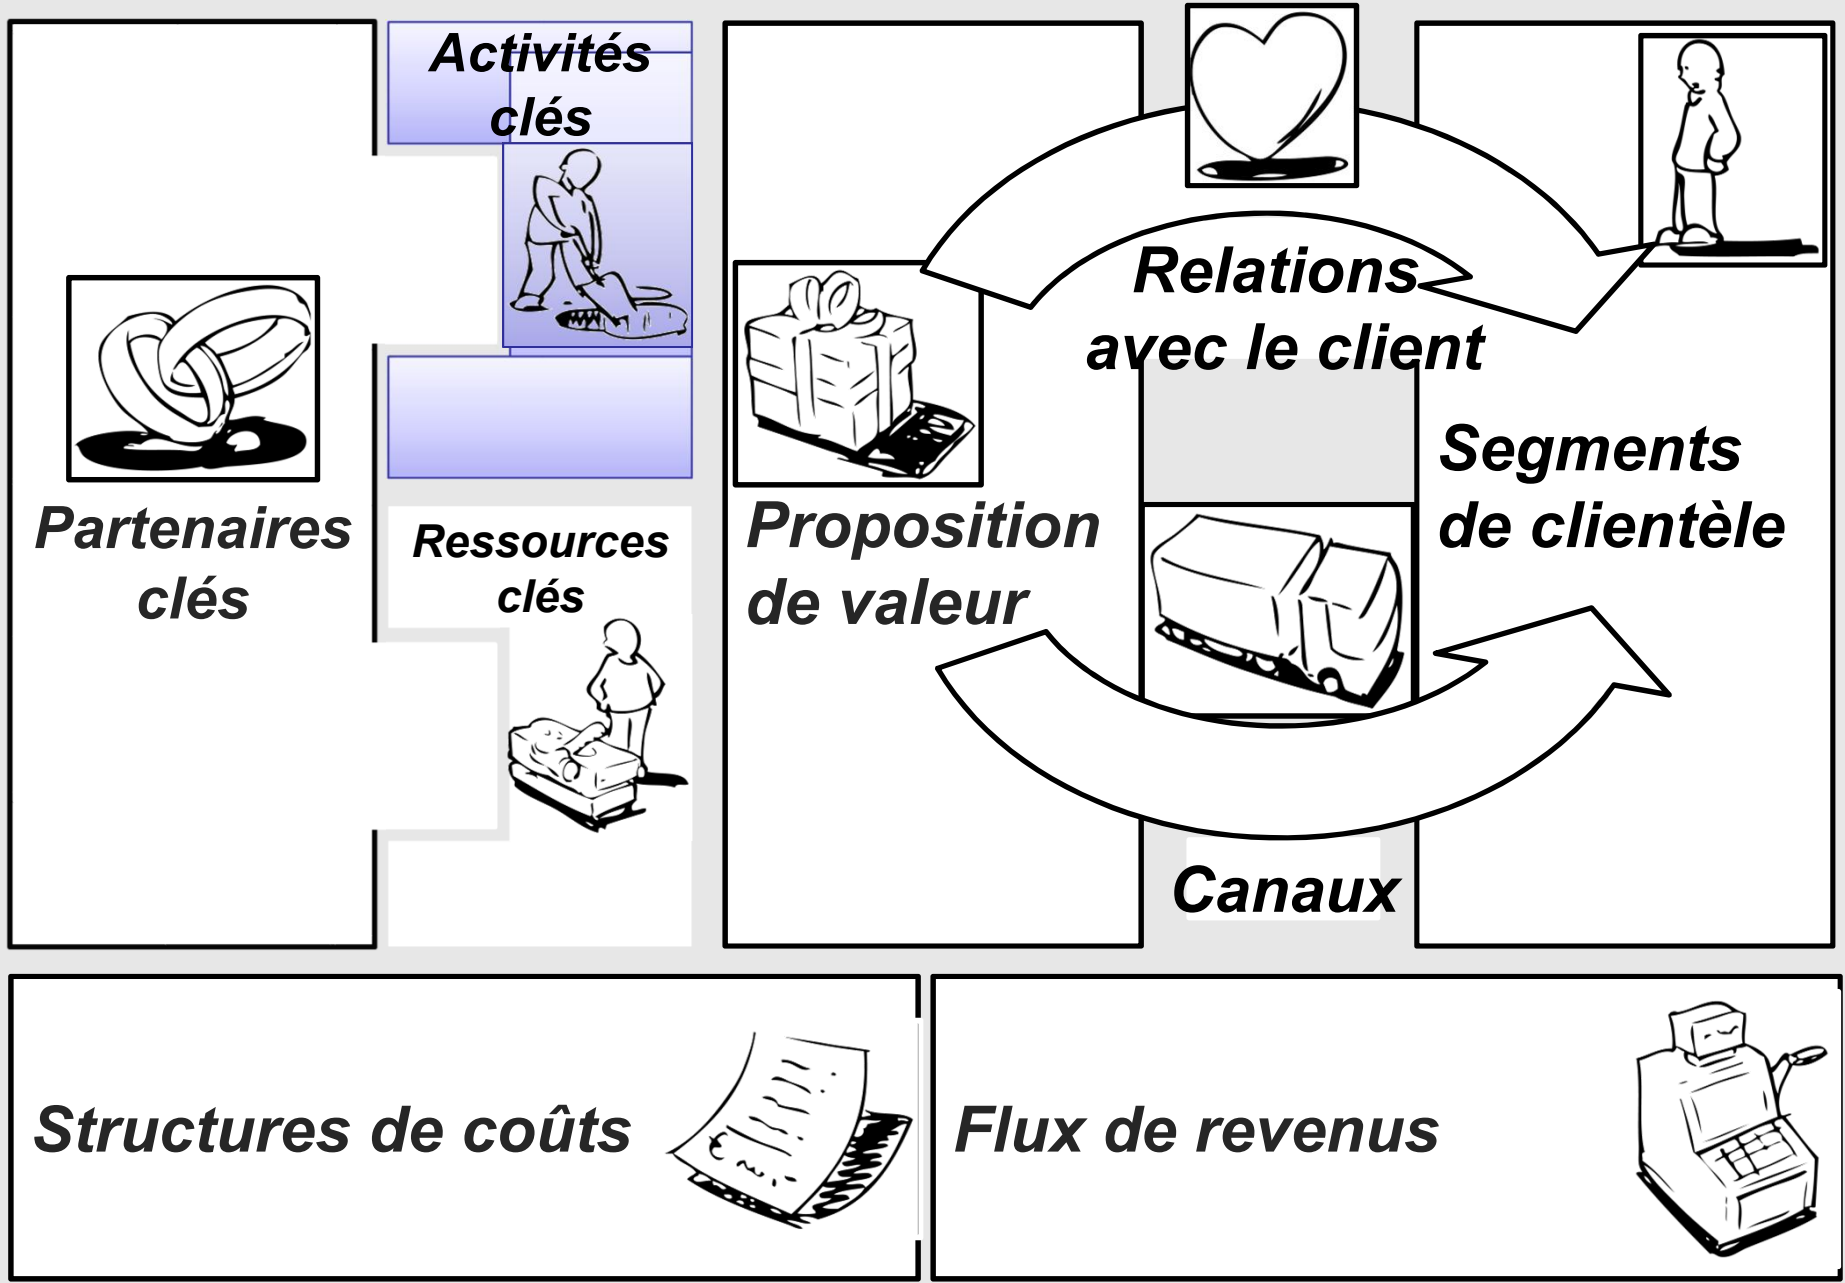 Activités
clés
Partenaires
clés
Ressources
clés
Proposition
de valeur
Relations
avec le client
Segments
de clientèle
Canaux
Structures de coûts
Flux de revenus